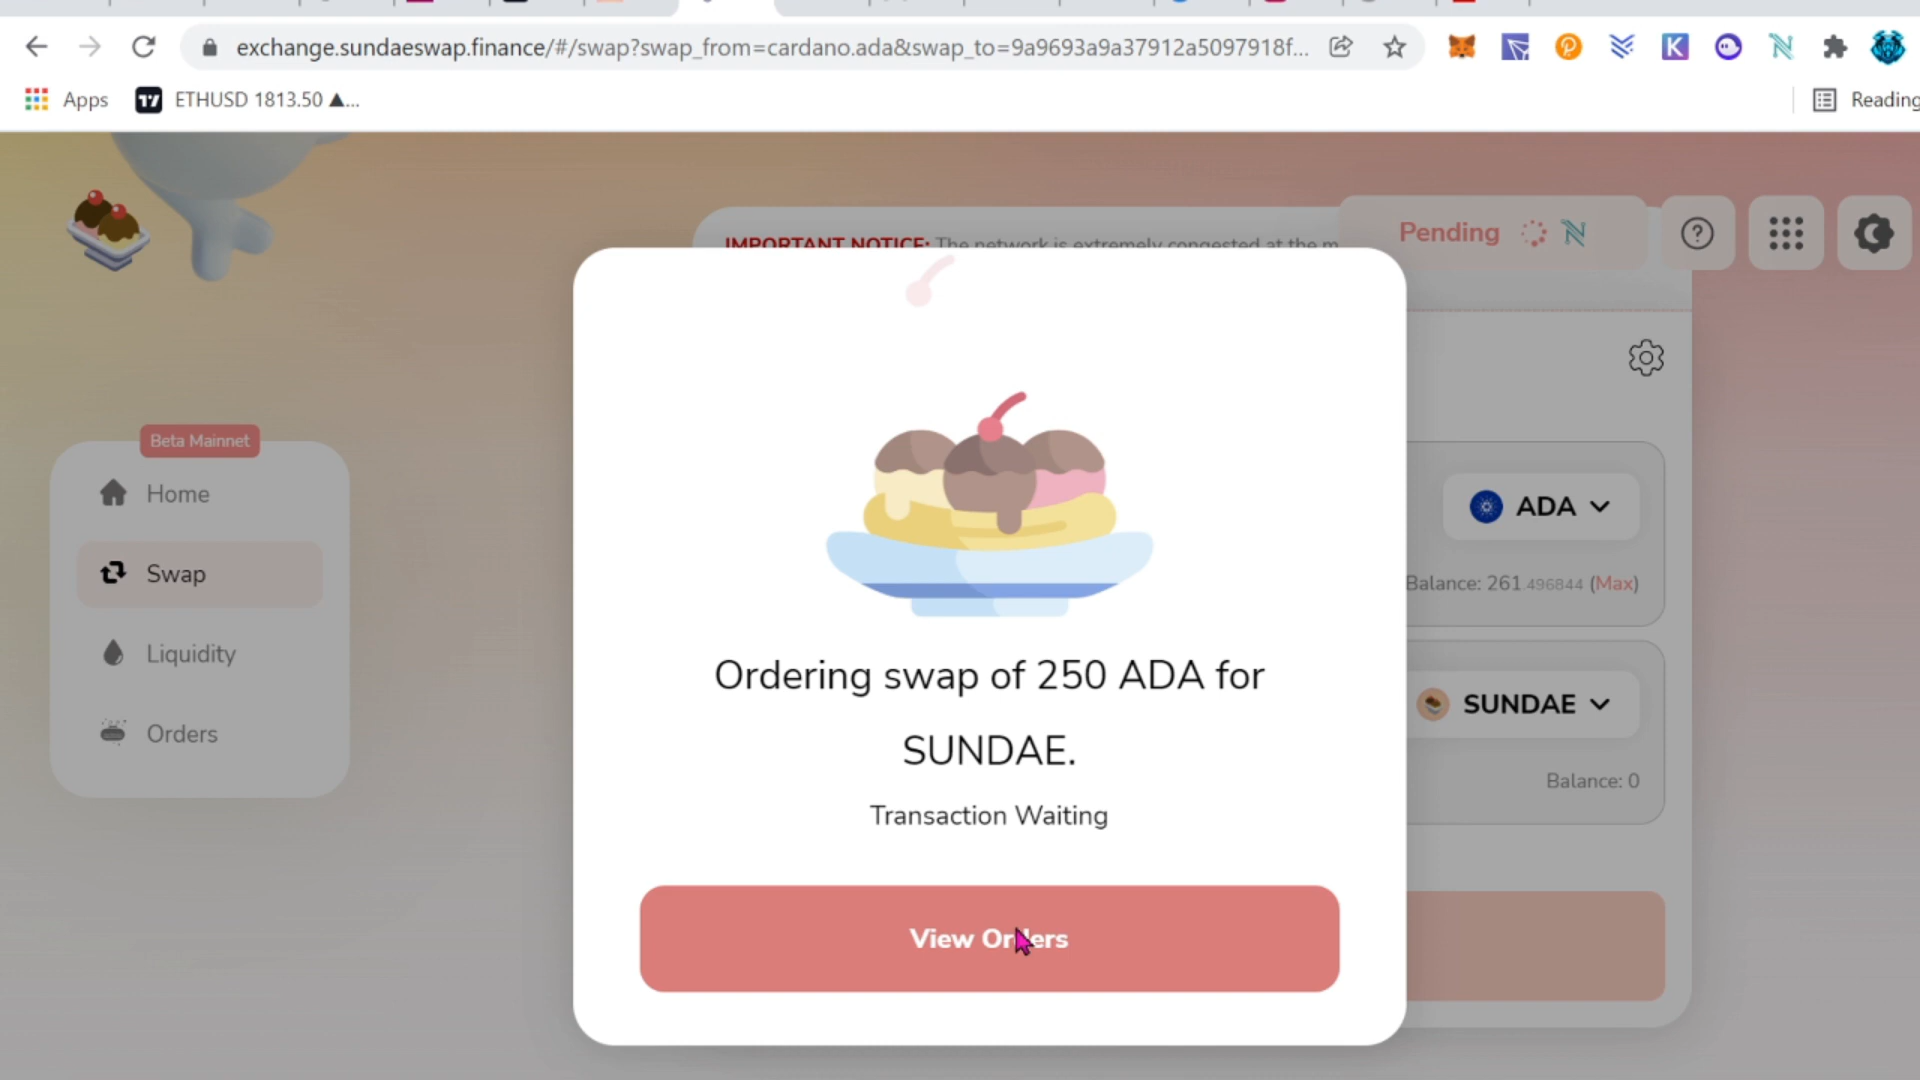 exchange.sundaeswap.finance/#/swap?swap_from=cardano.ada&swap_to=9a9693a9a37912a5097918f...
Apps
ETHUSD 1813.50 ▲...
Reading
IMPORTANT NOTICE: The network is extremely congested at the m
Pending
Beta Mainnet
Home
Swap
Liquidity
Orders
ADA
Balance: 261.496844 (Max)
SUNDAE
Balance: 0
Ordering swap of 250 ADA for
SUNDAE.
Transaction Waiting
View Orders